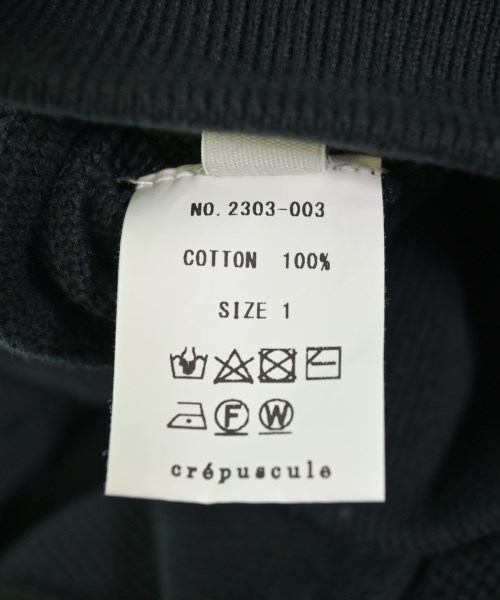 NO. 2303-003
COTTON 100%
SIZE 1
F W
crépuscule